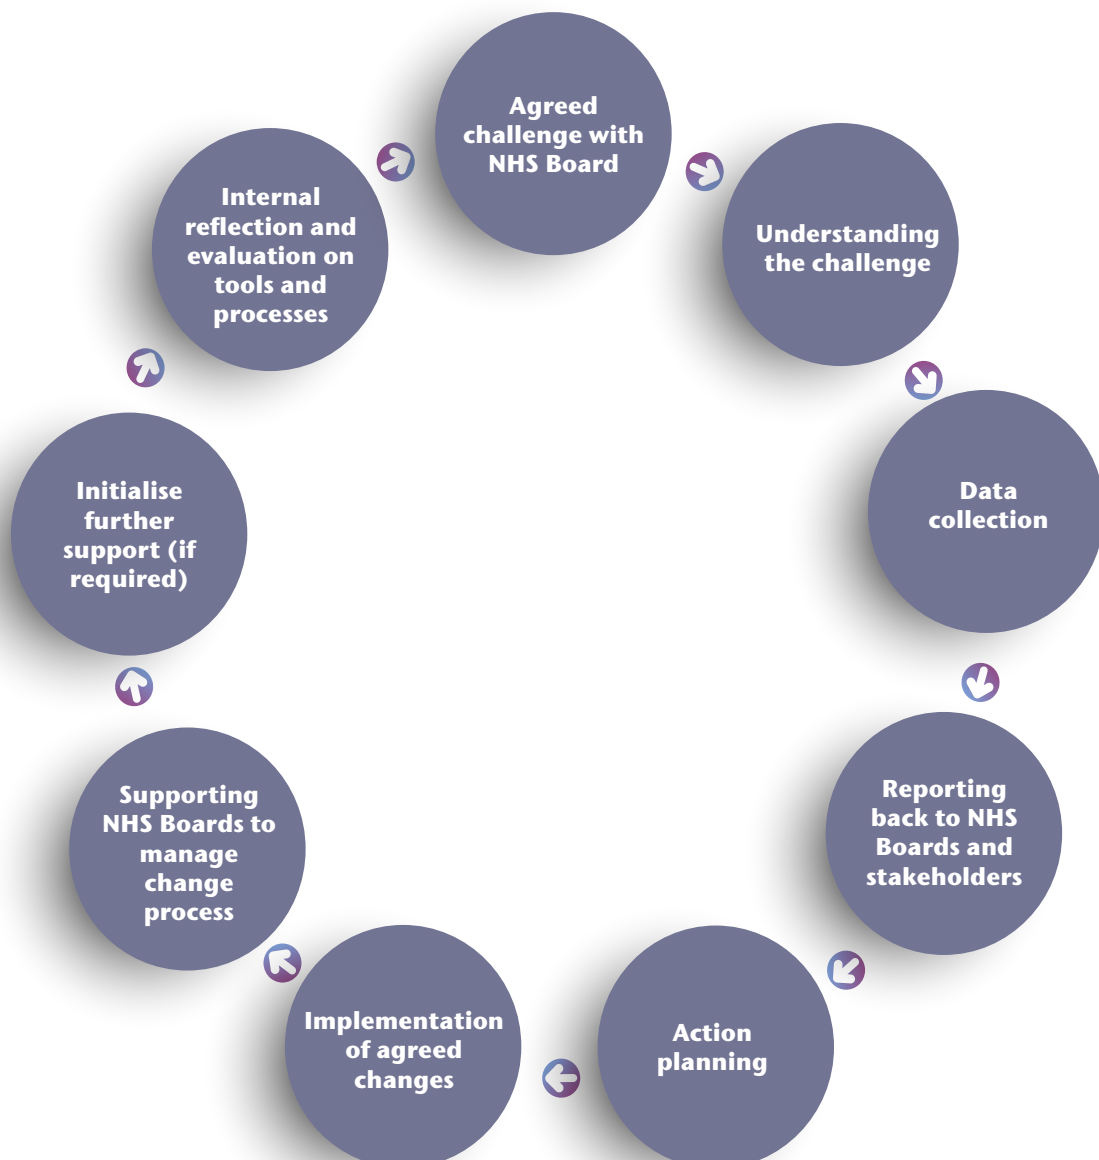 Agreed
challenge with
NHS Board
Understanding
the challenge
Data
collection
Reporting
back to NHS
Boards and
stakeholders
Action
planning
Implementation
of agreed
changes
Supporting
NHS Boards to
manage
change
process
Initialise
further
support (if
required)
Internal
reflection and
evaluation on
tools and
processes